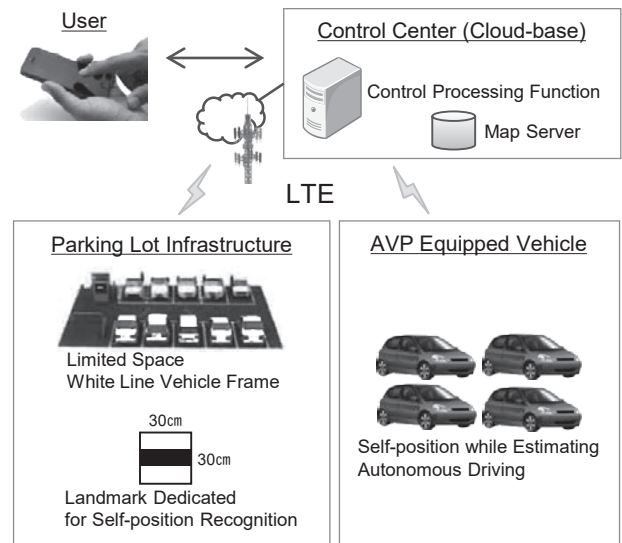 User
Control Center (Cloud-base)
Control Processing Function
Map Server
LTE
Parking Lot Infrastructure
Limited Space
White Line Vehicle Frame
30cm
30cm
Landmark Dedicated
for Self-position Recognition
AVP Equipped Vehicle
Self-position while Estimating
Autonomous Driving